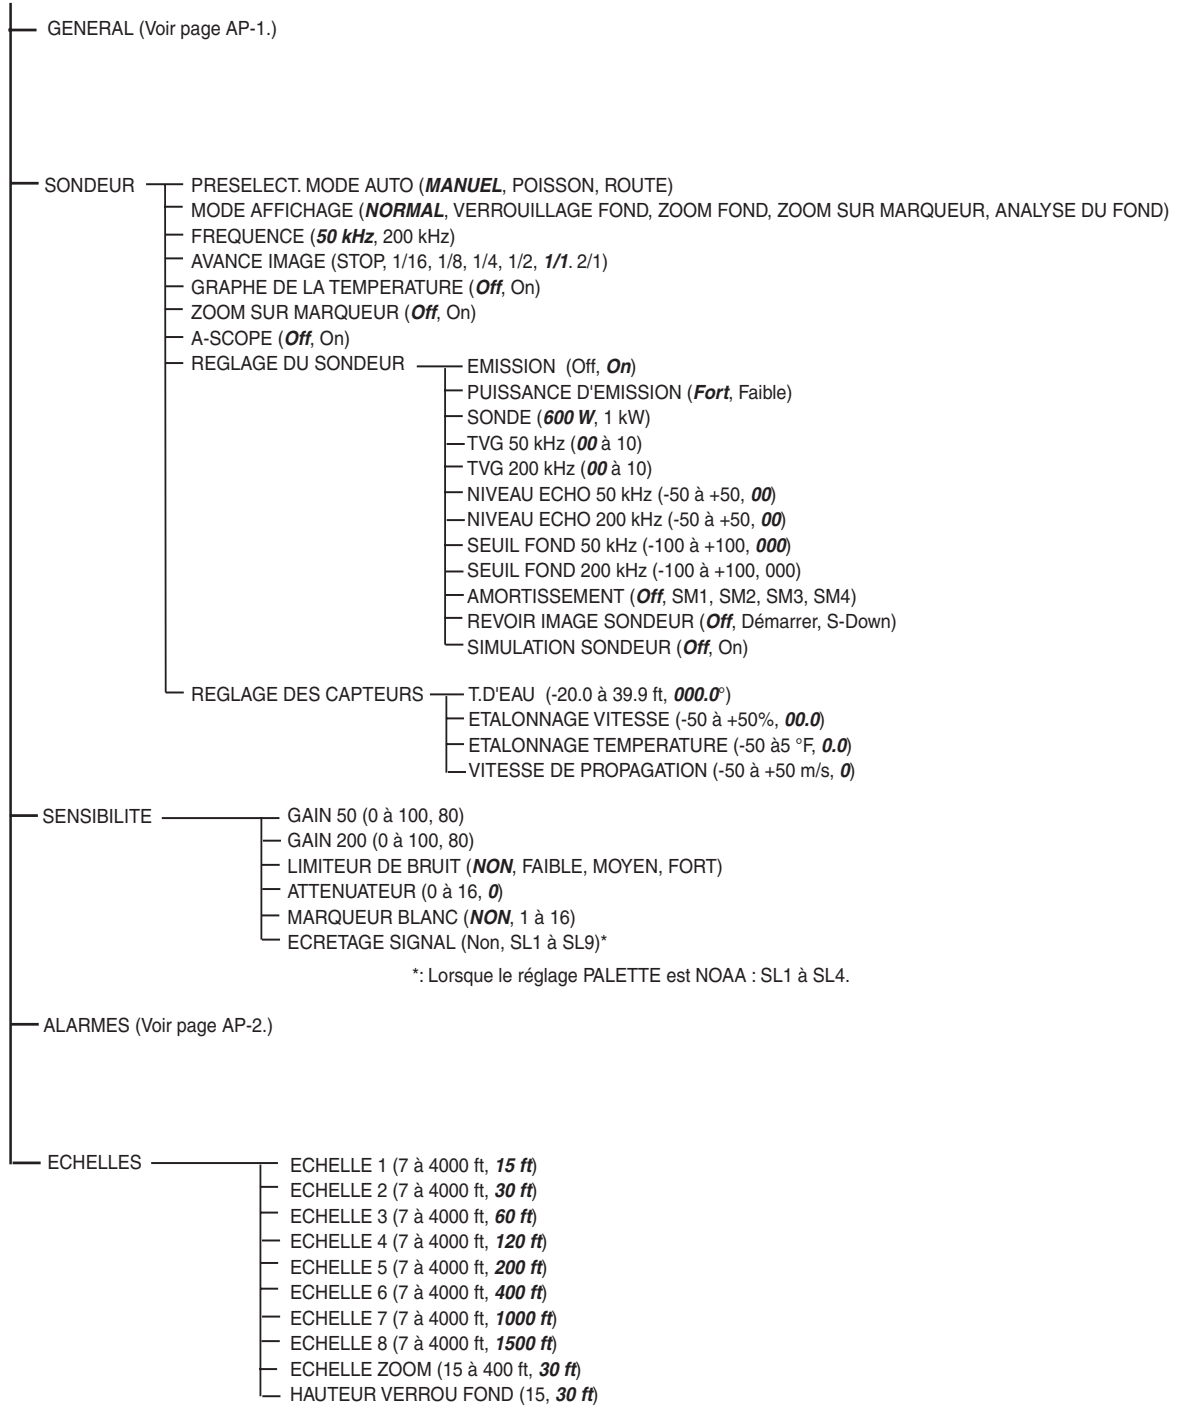 GENERAL (Voir page AP-1.)
SONDEUR
PRESELECT. MODE AUTO (MANUEL, POISSON, ROUTE)
MODE AFFICHAGE (NORMAL, VERROUILLAGE FOND, ZOOM FOND, ZOOM SUR MARQUEUR, ANALYSE DU FOND)
FREQUENCE (50 kHz, 200 kHz)
AVANCE IMAGE (STOP, 1/16, 1/8, 1/4, 1/2, 1/1. 2/1)
GRAPHE DE LA TEMPERATURE (Off, On)
ZOOM SUR MARQUEUR (Off, On)
A-SCOPE (Off, On)
REGLAGE DU SONDEUR
EMISSION (Off, On)
PUISSANCE D'EMISSION (Fort, Faible)
SONDE (600 W, 1 kW)
TVG 50 kHz (00 à 10)
TVG 200 kHz (00 à 10)
NIVEAU ECHO 50 kHz (-50 à +50, 00)
NIVEAU ECHO 200 kHz (-50 à +50, 00)
SEUIL FOND 50 kHz (-100 à +100, 000)
SEUIL FOND 200 kHz (-100 à +100, 000)
AMORTISSEMENT (Off, SM1, SM2, SM3, SM4)
REVOIR IMAGE SONDEUR (Off, Démarrer, S-Down)
SIMULATION SONDEUR (Off, On)
REGLAGE DES CAPTEURS
T.D'EAU (-20.0 à 39.9 ft, 000.0°)
ETALONNAGE VITESSE (-50 à +50%, 00.0)
ETALONNAGE TEMPERATURE (-50 à5 °F, 0.0)
VITESSE DE PROPAGATION (-50 à +50 m/s, 0)
SENSIBILITE
GAIN 50 (0 à 100, 80)
GAIN 200 (0 à 100, 80)
LIMITEUR DE BRUIT (NON, FAIBLE, MOYEN, FORT)
ATTENUATEUR (0 à 16, 0)
MARQUEUR BLANC (NON, 1 à 16)
ECRETAGE SIGNAL (Non, SL1 à SL9)*
*: Lorsque le réglage PALETTE est NOAA : SL1 à SL4.
ALARMES (Voir page AP-2.)
ECHELLES
ECHELLE 1 (7 à 4000 ft, 15 ft)
ECHELLE 2 (7 à 4000 ft, 30 ft)
ECHELLE 3 (7 à 4000 ft, 60 ft)
ECHELLE 4 (7 à 4000 ft, 120 ft)
ECHELLE 5 (7 à 4000 ft, 200 ft)
ECHELLE 6 (7 à 4000 ft, 400 ft)
ECHELLE 7 (7 à 4000 ft, 1000 ft)
ECHELLE 8 (7 à 4000 ft, 1500 ft)
ECHELLE ZOOM (15 à 400 ft, 30 ft)
HAUTEUR VERROU FOND (15, 30 ft)